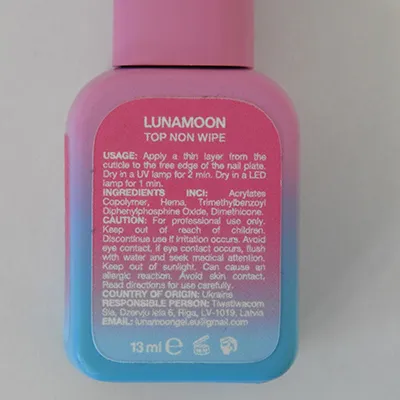 LUNAMOON
TOP NON WIPE
USAGE: Apply a thin layer from the
cuticle to the free edge of the nail plate.
Dry in a UV lamp for 2 min. Dry in a LED
lamp for 1 min.
INGREDIENTS INCI: Acrylates
Copolymer, Hema, Trimethylbenzoyl
Diphenylphosphine Oxide, Dimethicone.
CAUTION: For professional use only.
Keep out of reach of children.
Discontinue use if irritation occurs. Avoid
eye contact, if eye contact occurs, flush
with water and seek medical attention.
Keep out of sunlight. Can cause an
allergic reaction. Avoid skin contact.
Read directions for use carefully.
COUNTRY OF ORIGIN: Ukraine
RESPONSIBLE PERSON: Tiwstiwacom
Sia, Dzervju iela 6, Riga, LV-1019, Latvia
EMAIL: lunamoongel.eu@gmail.com
13 ml e